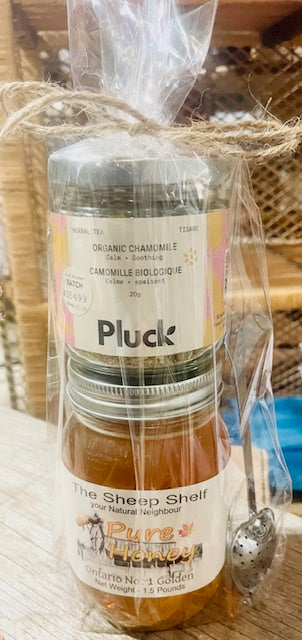 HERBAL TEA TISANE
ORGANIC CHAMOMILE
Calm + Soothing
CAMOMILLE BIOLOGIQUE
Calme + apaisant
20g
BATCH
Pluck
The Sheep Shelf
your Natural Neighbour
Pure
Honey
Ontario No. 1 Golden
Net Weight - 1.5 Pounds